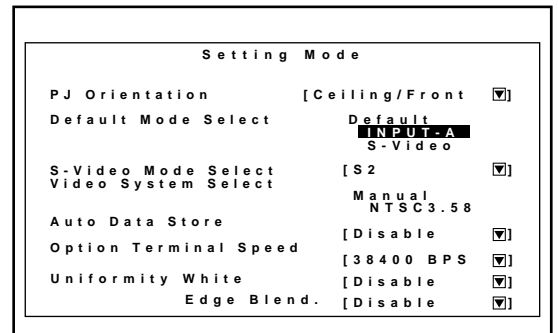 Setting Mode
PJ Orientation [Ceiling/Front ▼]
Default Mode Select Default
INPUT-A
S-Video
S-Video Mode Select [S2 ▼]
Video System Select
Manual
NTSC3.58
Auto Data Store
[Disable ▼]
Option Terminal Speed
[38400 BPS ▼]
Uniformity White [Disable ▼]
Edge Blend. [Disable ▼]